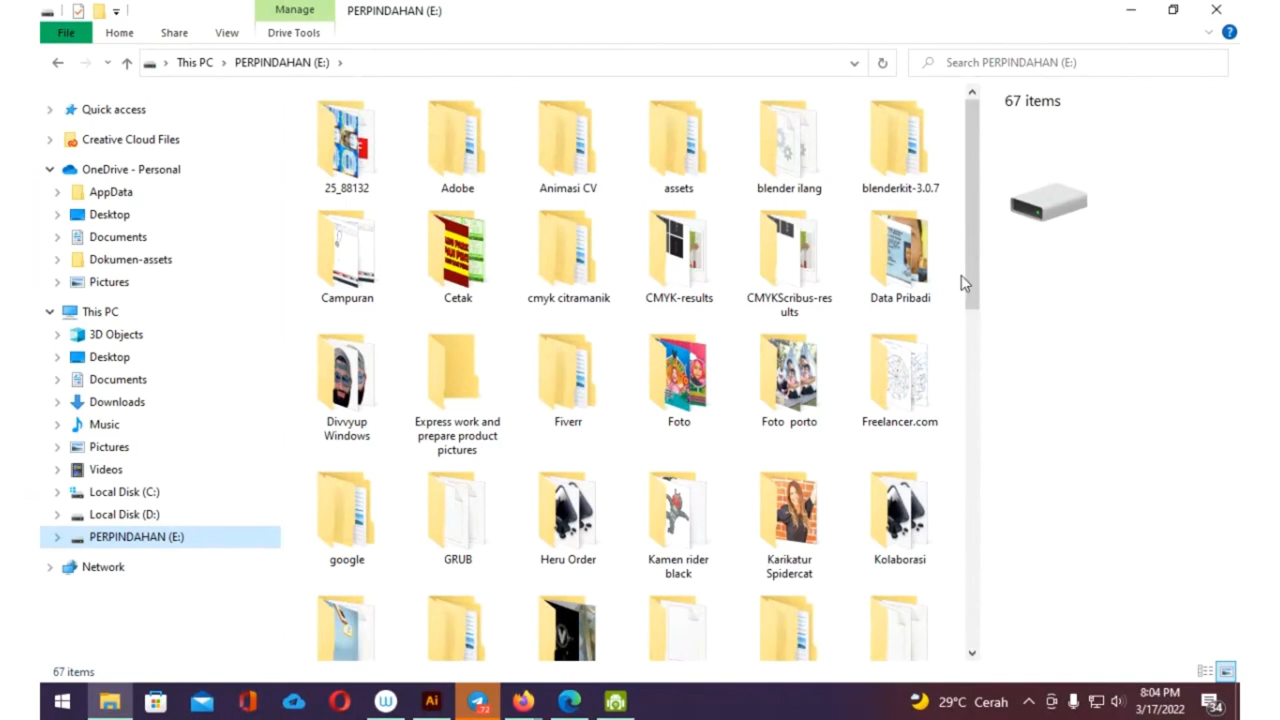 Manage
PERPINDAHAN (E:)
File
Home
Share
View
Drive Tools
This PC
PERPINDAHAN (E:)
Search PERPINDAHAN (E:)
Quick access
Creative Cloud Files
OneDrive - Personal
AppData
Desktop
Documents
Dokumen-assets
Pictures
This PC
3D Objects
Desktop
Documents
Downloads
Music
Pictures
Videos
Local Disk (C:)
Local Disk (D:)
PERPINDAHAN (E:)
Network
25_88132
Adobe
Animasi CV
assets
blender ilang
blenderkit-3.0.7
Campuran
Cetak
cmyk citramanik
CMYK-results
CMYKScribus-res
ults
Data Pribadi
Divvyup
Windows
Express work and
prepare product
pictures
Fiverr
Foto
Foto porto
Freelancer.com
google
GRUB
Heru Order
Kamen rider
black
Karikatur
Spidercat
Kolaborasi
67 items
67 items
Ai
72
29°C Cerah
8:04 PM
3/17/2022
34